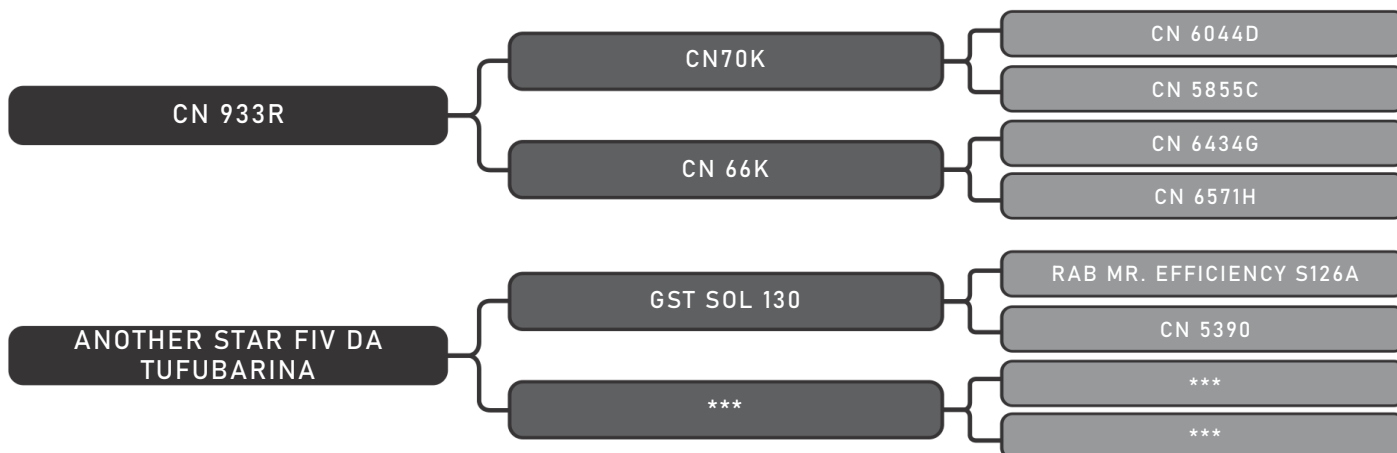 CN 933R
CN70K
CN 66K
CN 6044D
CN 5855C
CN 6434G
CN 6571H
ANOTHER STAR FIV DA
TUFUBARINA
GST SOL 130
***
RAB MR. EFFICIENCY S126A
CN 5390
***
***